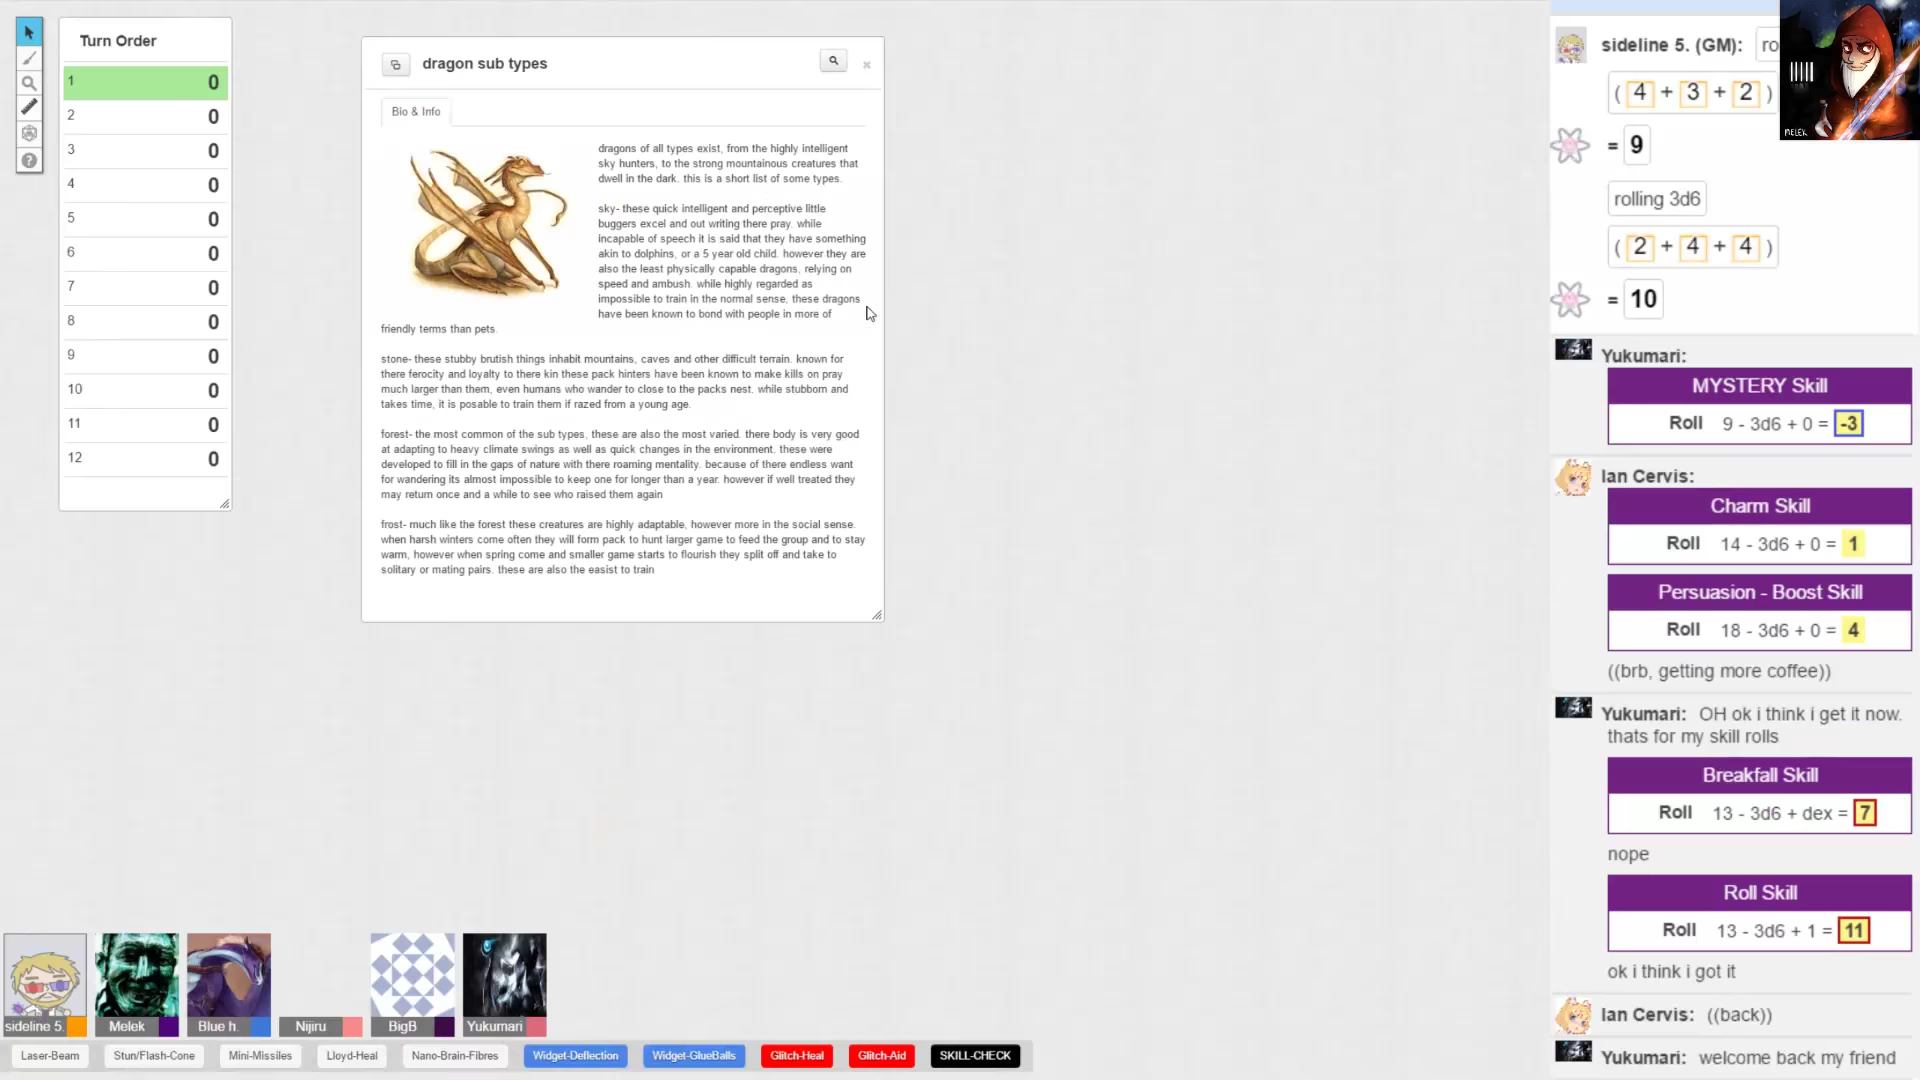 Turn Order
1 0
2 0
3 0
4 0
5 0
6 0
7 0
8 0
9 0
10 0
11 0
12 0
dragon sub types
Bio & Info
dragons of all types exist, from the highly intelligent
sky hunters, to the strong mountainous creatures that
dwell in the dark. this is a short list of some types.
sky- these quick intelligent and perceptive little
buggers excel and out writing there pray. while
incapable of speech it is said that they have something
akin to dolphins, or a 5 year old child. however they are
also the least physically capable dragons, relying on
speed and ambush. while highly regarded as
impossible to train in the normal sense, these dragons
have been known to bond with people in more of
friendly terms than pets.
stone- these stubby brutish things inhabit mountains, caves and other difficult terrain. known for
there ferocity and loyalty to there kin these pack hinters have been known to make kills on pray
much larger than them, even humans who wander to close to the packs nest. while stubborn and
takes time, it is posable to train them if razed from a young age.
forest- the most common of the sub types, these are also the most varied. there body is very good
at adapting to heavy climate swings as well as quick changes in the environment. these were
developed to fill in the gaps of nature with there roaming mentality. because of there endless want
for wandering its almost impossible to keep one for longer than a year. however if well treated they
may return once and a while to see who raised them again
frost- much like the forest these creatures are highly adaptable, however more in the social sense.
when harsh winters come often they will form pack to hunt larger game to feed the group and to stay
warm, however when spring come and smaller game starts to flourish they split off and take to
solitary or mating pairs. these are also the easist to train
sideline 5. (GM): ro
( 4 + 3 + 2 )
= 9
rolling 3d6
( 2 + 4 + 4 )
= 10
Yukumari:
MYSTERY Skill
Roll 9 - 3d6 + 0 = -3
Ian Cervis:
Charm Skill
Roll 14 - 3d6 + 0 = 1
Persuasion - Boost Skill
Roll 18 - 3d6 + 0 = 4
((brb, getting more coffee))
Yukumari: OH ok i think i get it now.
thats for my skill rolls
Breakfall Skill
Roll 13 - 3d6 + dex = 7
nope
Roll Skill
Roll 13 - 3d6 + 1 = 11
ok i think i got it
Ian Cervis: ((back))
Yukumari: welcome back my friend
MELEK
sideline 5.
Melek
Blue h.
Nijiru
BigB
Yukumari
Laser-Beam
Stun/Flash-Cone
Mini-Missiles
Lloyd-Heal
Nano-Brain-Fibres
Widget-Deflection
Widget-GlueBalls
Glitch-Heal
Glitch-Aid
SKILL-CHECK